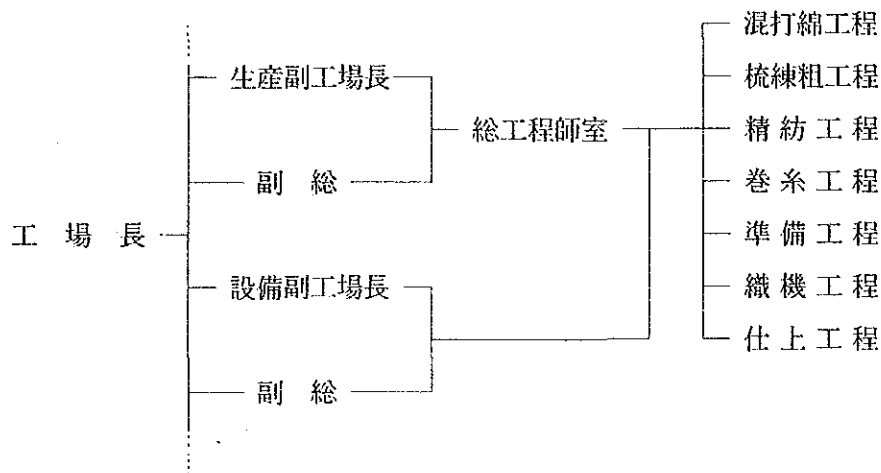 工場長
生産副工場長
副総
設備副工場長
副総
総工程師室
混打綿工程
梳練粗工程
精紡工程
巻糸工程
準備工程
織機工程
仕上工程